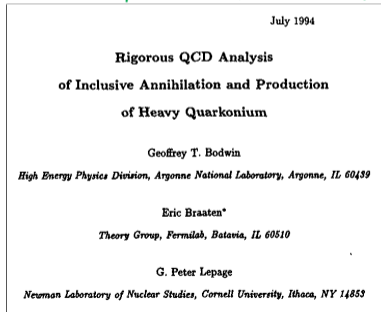 July 1994
Rigorous QCD Analysis
of Inclusive Annihilation and Production
of Heavy Quarkonium
Geoffrey T. Bodwin
High Energy Physics Division, Argonne National Laboratory, Argonne, IL 60439
Eric Braaten*
Theory Group, Fermilab, Batavia, IL 60510
G. Peter Lepage
Newman Laboratory of Nuclear Studies, Cornell University, Ithaca, NY 14853